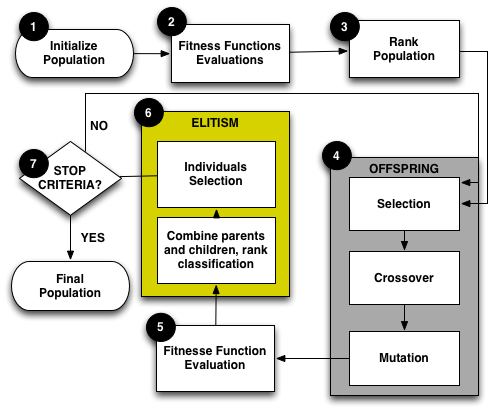 1
Initialize
Population
2
Fitness Functions
Evaluations
3
Rank
Population
NO
7
STOP
CRITERIA?
YES
Final
Population
6
ELITISM
Individuals
Selection
Combine parents
and children, rank
classification
4
OFFSPRING
Selection
Crossover
Mutation
5
Fitnesse Function
Evaluation